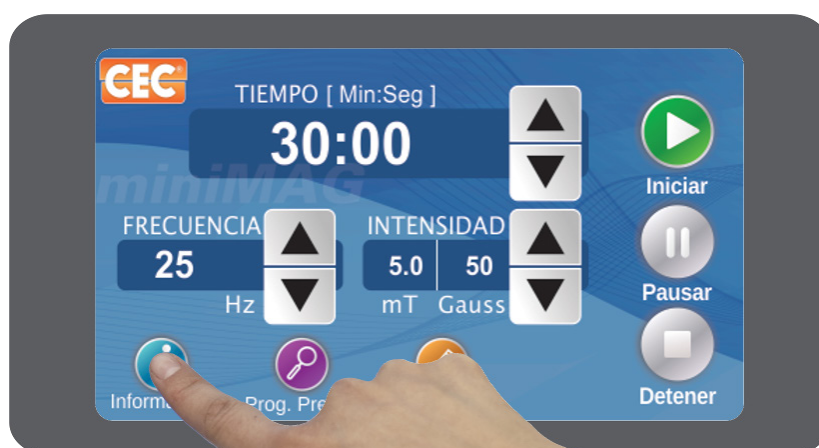 CEC
TIEMPO [ Min:Seg ]
30:00
miniMAG
Iniciar
FRECUENCIA
INTENSIDAD
25
5.0 50
Hz
mT Gauss
Pausar
Prog.
Detener